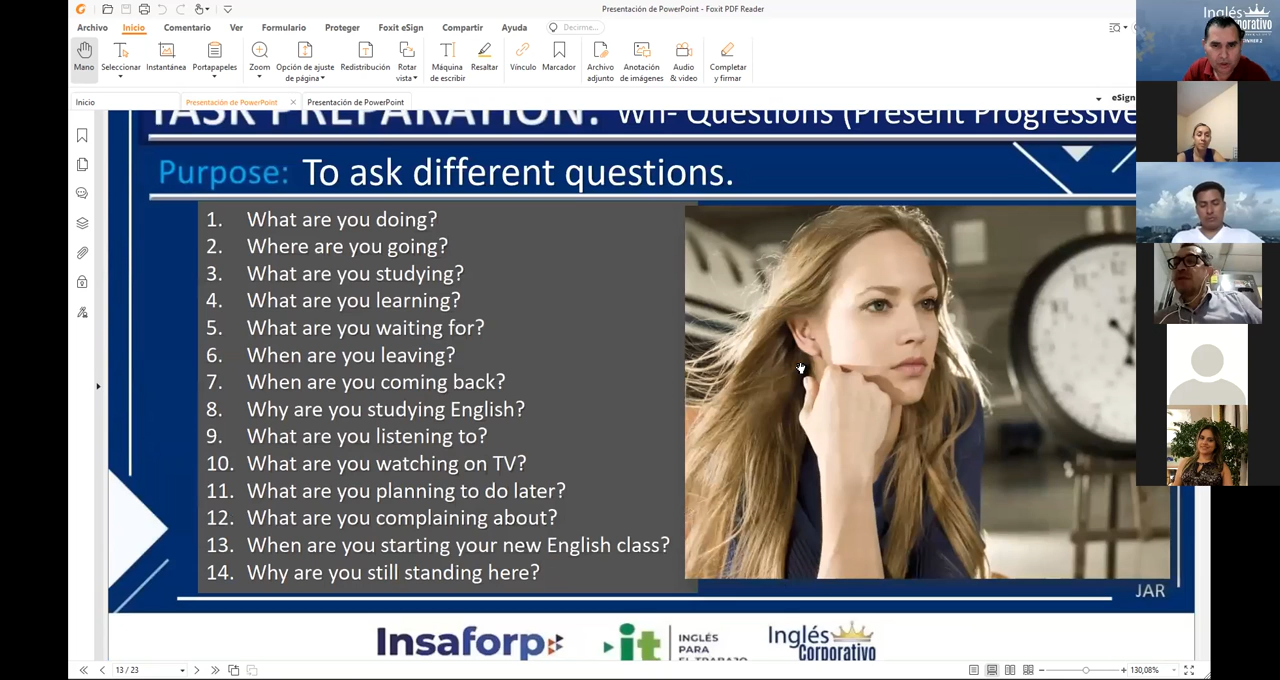 Presentación de PowerPoint - Foxit PDF Reader
Archivo Inicio Comentario Ver Formulario Proteger Foxit eSign Compartir Ayuda Decirme...
Mano
Seleccionar
Instantánea
Portapapeles
Zoom
Opción de ajuste de página
Redistribución
Rotar vista
Máquina de escribir
Resaltar
Vínculo
Marcador
Archivo adjunto
Anotación de imágenes
Audio & video
Completar y firmar
Inicio
Presentación de PowerPoint
Presentación de PowerPoint
eSign
TASK PREPARATION: Wh- Questions (Present Progressive
Purpose: To ask different questions.
1. What are you doing?
2. Where are you going?
3. What are you studying?
4. What are you learning?
5. What are you waiting for?
6. When are you leaving?
7. When are you coming back?
8. Why are you studying English?
9. What are you listening to?
10. What are you watching on TV?
11. What are you planning to do later?
12. What are you complaining about?
13. When are you starting your new English class?
14. Why are you still standing here?
JAR
Insaforp
it
INGLÉS
PARA
EL TRABAJO
Inglés
Corporativo
13 / 23
130,08%
Inglés